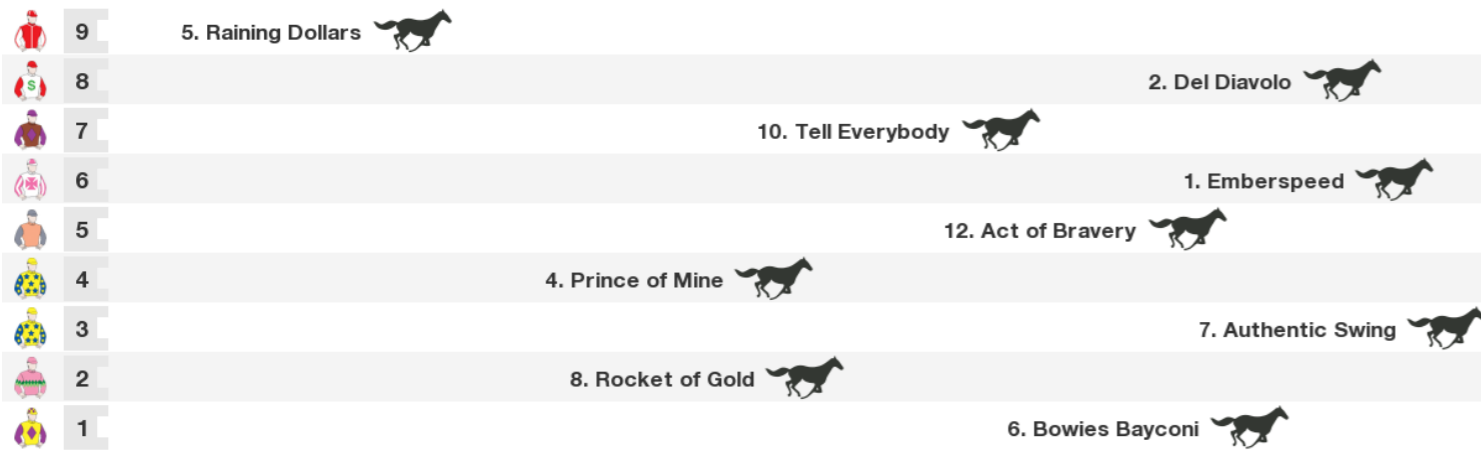 9 5. Raining Dollars
$
8 2. Del Diavolo
7 10. Tell Everybody
6 1. Emberspeed
5 12. Act of Bravery
4 4. Prince of Mine
3 7. Authentic Swing
2 8. Rocket of Gold
1 6. Bowies Bayconi